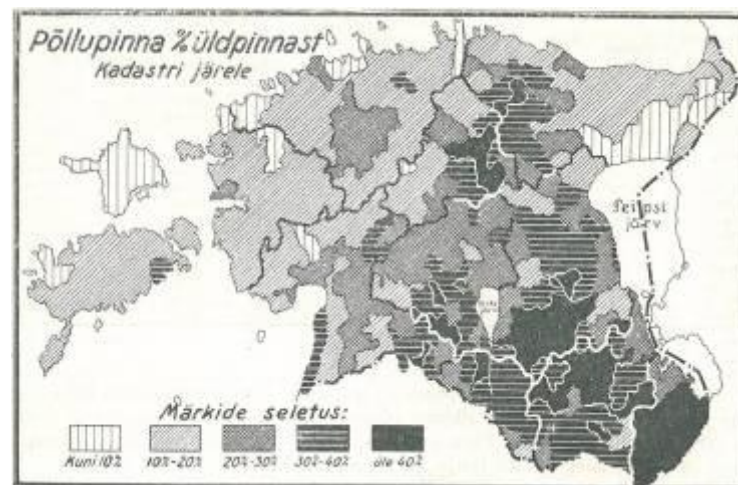 Põllupinna % üldpinnast
Kadastri järele
Peipsi
järv
Märkide seletus:
Kuni 10% 10%-20% 20%-30% 30%-40% üle 40%